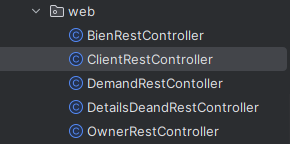 web
BienRestController
ClientRestController
DemandRestContoller
DetailsDeandRestController
OwnerRestController